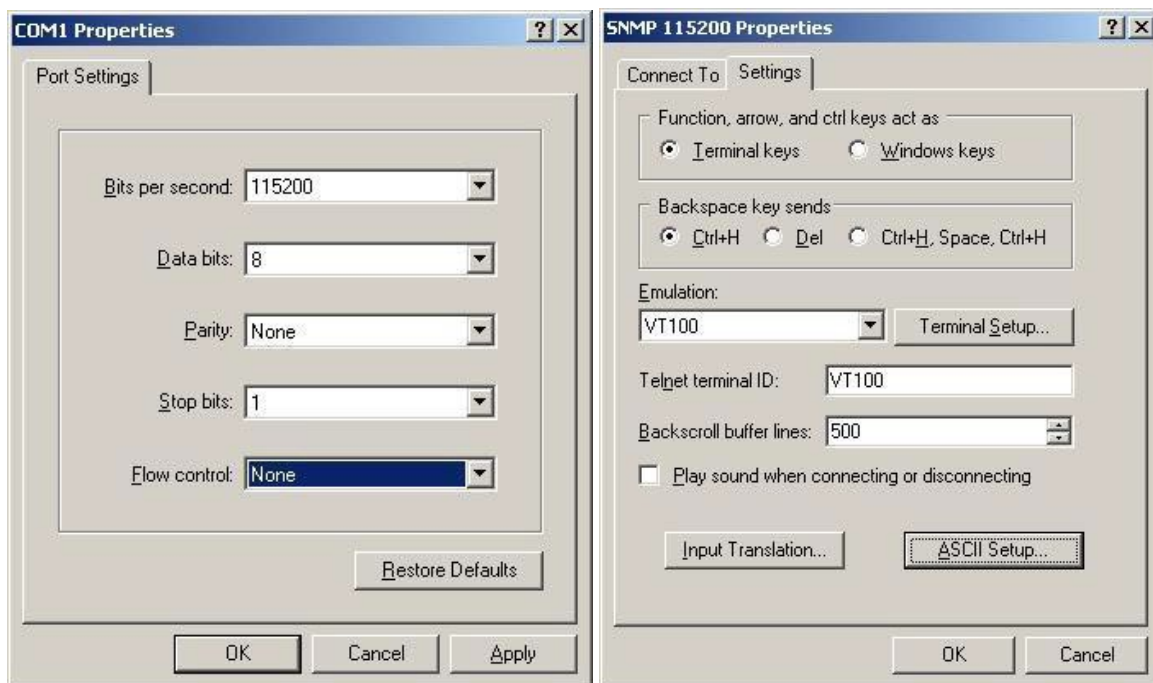 COM1 Properties
Port Settings
Bits per second: 115200
Data bits: 8
Parity: None
Stop bits: 1
Flow control: None
Restore Defaults
OK Cancel Apply
SNMP 115200 Properties
Connect To Settings
Function, arrow, and ctrl keys act as
Terminal keys Windows keys
Backspace key sends
Ctrl+H Del Ctrl+H, Space, Ctrl+H
Emulation:
VT100 Terminal Setup...
Telnet terminal ID: VT100
Backscroll buffer lines: 500
Play sound when connecting or disconnecting
Input Translation... ASCII Setup...
OK Cancel